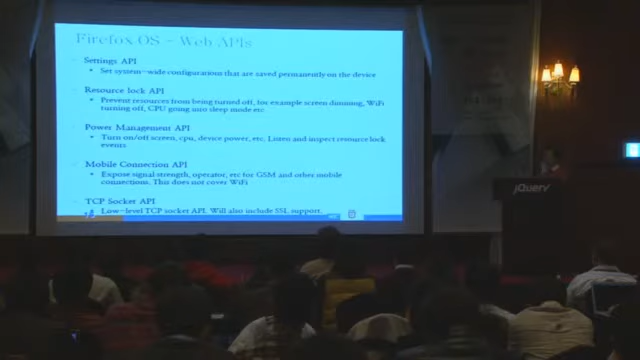 Firefox OS - Web APIs
Settings API
Set system-wide configurations that are saved permanently on the device
Resource lock API
Prevent resources from being turned off, for example screen dimming, WiFi
turning off, CPU going into sleep mode etc
Power Management API
Turn on/off screen, cpu, device power, etc. Listen and inspect resource lock
events
Mobile Connection API
Expose signal strength, operator, etc for GSM and other mobile
connections. This does not cover WiFi
TCP Socket API
Low-level TCP socket API. Will also include SSL support.
jQuery